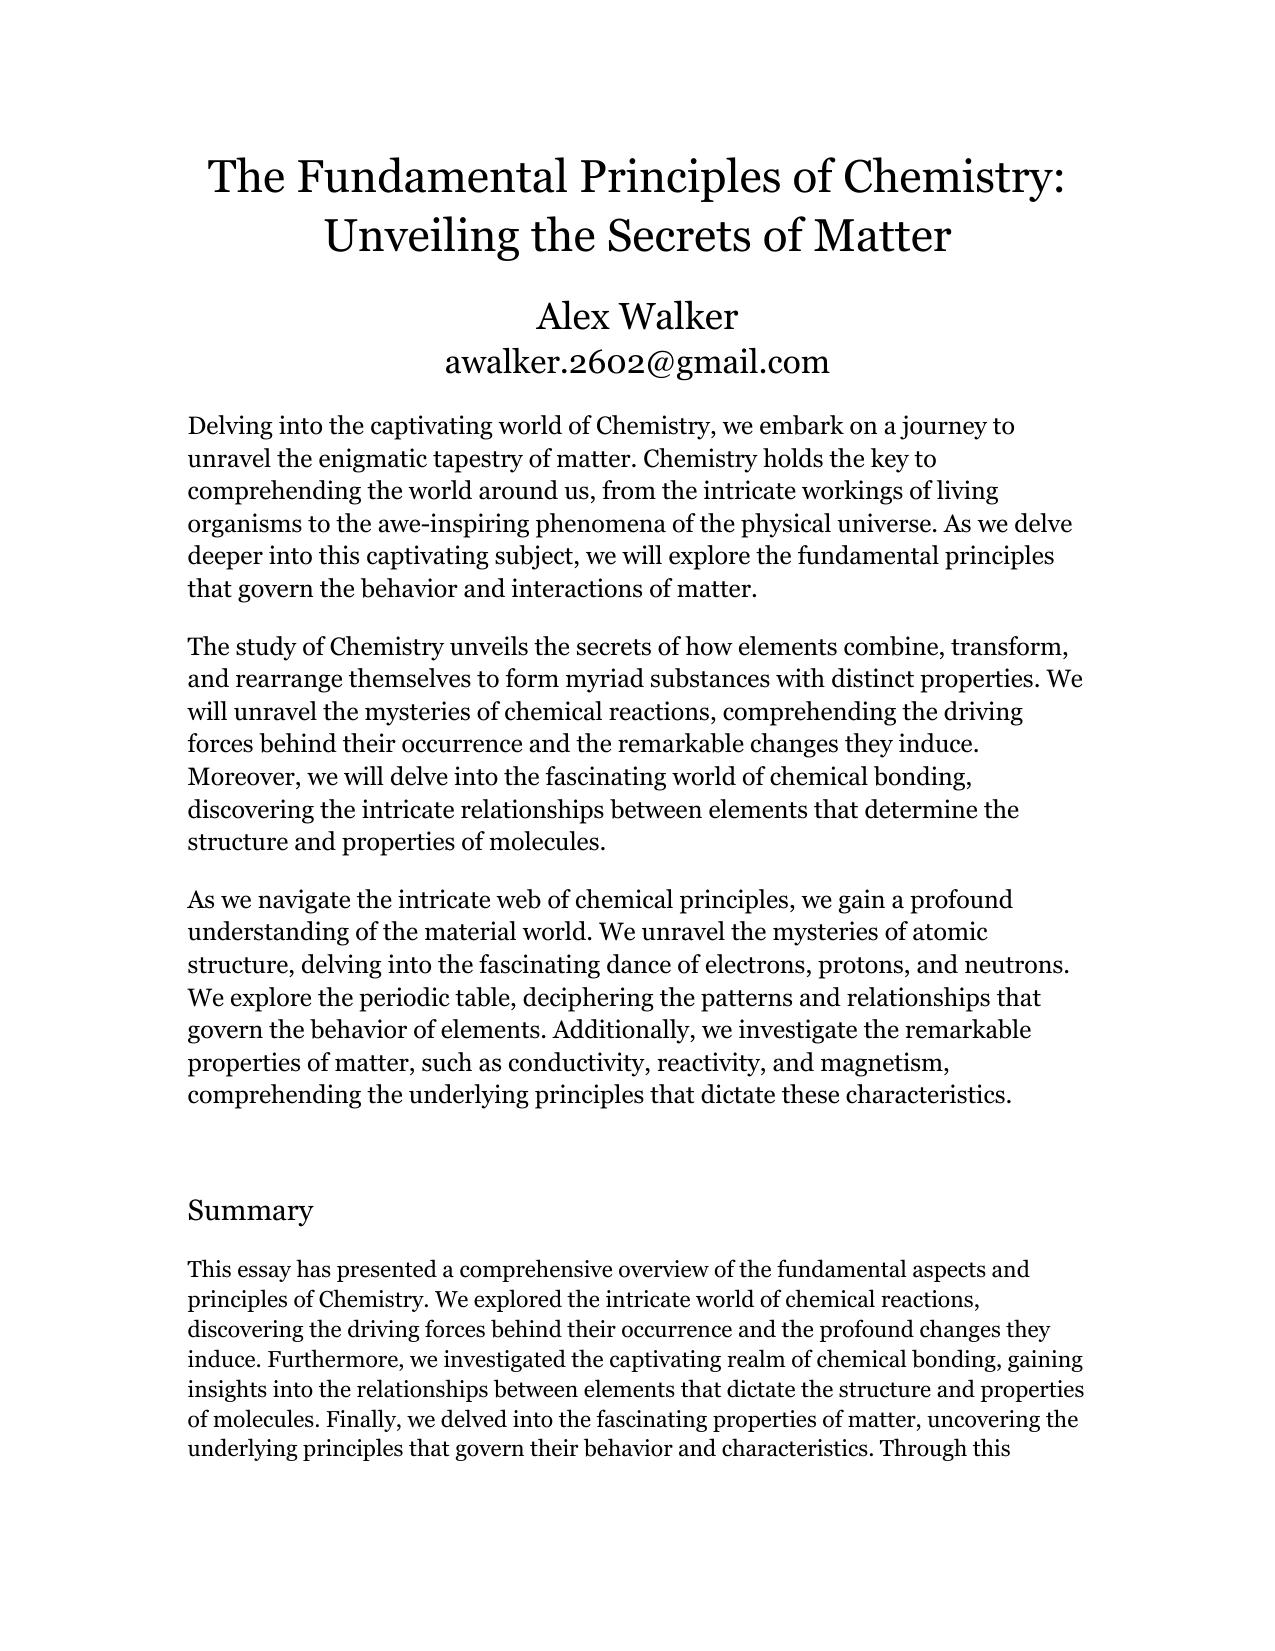 The Fundamental Principles of Chemistry:
Unveiling the Secrets of Matter
Alex Walker
awalker.2602@gmail.com
Delving into the captivating world of Chemistry, we embark on a journey to
unravel the enigmatic tapestry of matter. Chemistry holds the key to
comprehending the world around us, from the intricate workings of living
organisms to the awe-inspiring phenomena of the physical universe. As we delve
deeper into this captivating subject, we will explore the fundamental principles
that govern the behavior and interactions of matter.
The study of Chemistry unveils the secrets of how elements combine, transform,
and rearrange themselves to form myriad substances with distinct properties. We
will unravel the mysteries of chemical reactions, comprehending the driving
forces behind their occurrence and the remarkable changes they induce.
Moreover, we will delve into the fascinating world of chemical bonding,
discovering the intricate relationships between elements that determine the
structure and properties of molecules.
As we navigate the intricate web of chemical principles, we gain a profound
understanding of the material world. We unravel the mysteries of atomic
structure, delving into the fascinating dance of electrons, protons, and neutrons.
We explore the periodic table, deciphering the patterns and relationships that
govern the behavior of elements. Additionally, we investigate the remarkable
properties of matter, such as conductivity, reactivity, and magnetism,
comprehending the underlying principles that dictate these characteristics.
Summary
This essay has presented a comprehensive overview of the fundamental aspects and
principles of Chemistry. We explored the intricate world of chemical reactions,
discovering the driving forces behind their occurrence and the profound changes they
induce. Furthermore, we investigated the captivating realm of chemical bonding, gaining
insights into the relationships between elements that dictate the structure and properties
of molecules. Finally, we delved into the fascinating properties of matter, uncovering the
underlying principles that govern their behavior and characteristics. Through this